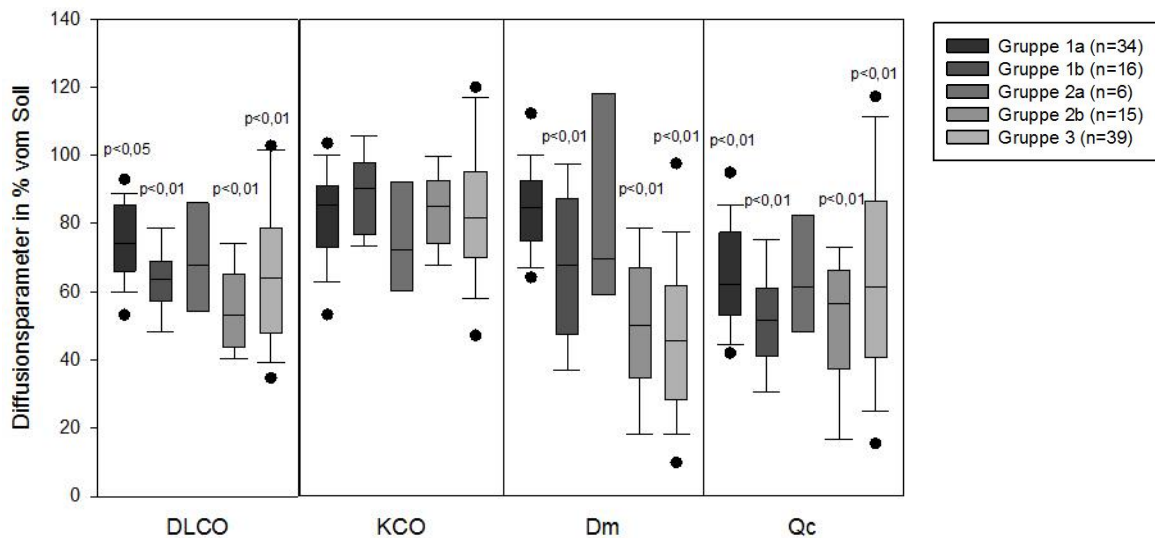 Diffusionsparameter in % vom Soll
140
120
100
80
60
40
20
0
p<0,05
p<0,01
p<0,01
p<0,01
p<0,01
p<0,01
p<0,01
p<0,01
p<0,01
p<0,01
p<0,01
DLCO
KCO
Dm
Qc
Gruppe 1a (n=34)
Gruppe 1b (n=16)
Gruppe 2a (n=6)
Gruppe 2b (n=15)
Gruppe 3 (n=39)